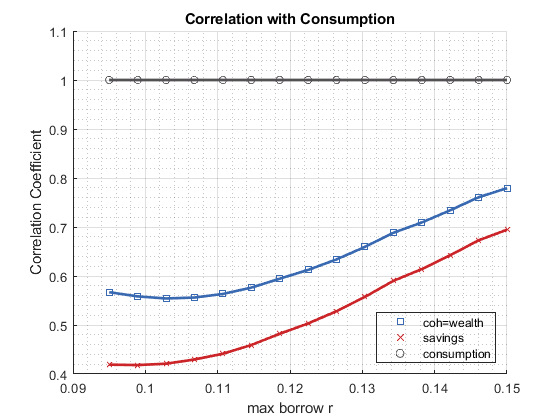 Correlation with Consumption
1.1
1
0.9
0.8
0.7
0.6
0.5
0.4
Correlation Coefficient
coh=wealth
savings
consumption
0.09
0.1
0.11
0.12
0.13
0.14
0.15
max borrow r